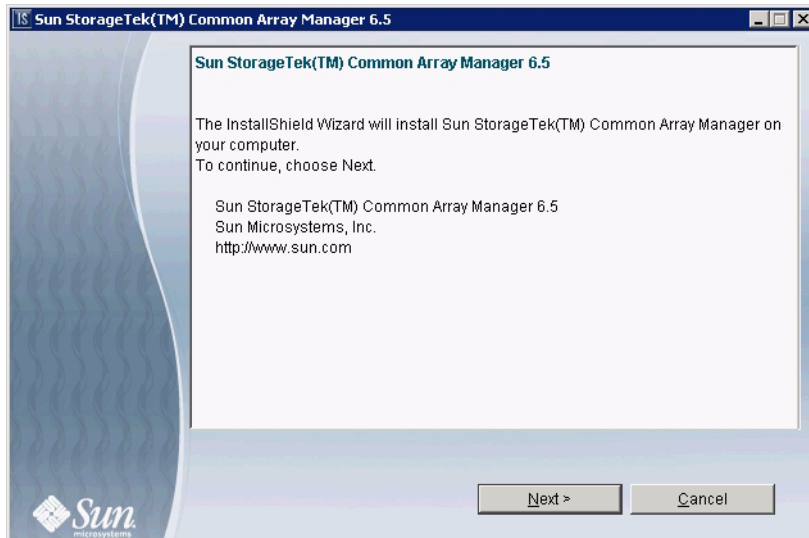 IS Sun StorageTek(TM) Common Array Manager 6.5
Sun StorageTek(TM) Common Array Manager 6.5
The InstallShield Wizard will install Sun StorageTek(TM) Common Array Manager on
your computer.
To continue, choose Next.
Sun StorageTek(TM) Common Array Manager 6.5
Sun Microsystems, Inc.
http://www.sun.com
Next >
Cancel
Sun
microsystems